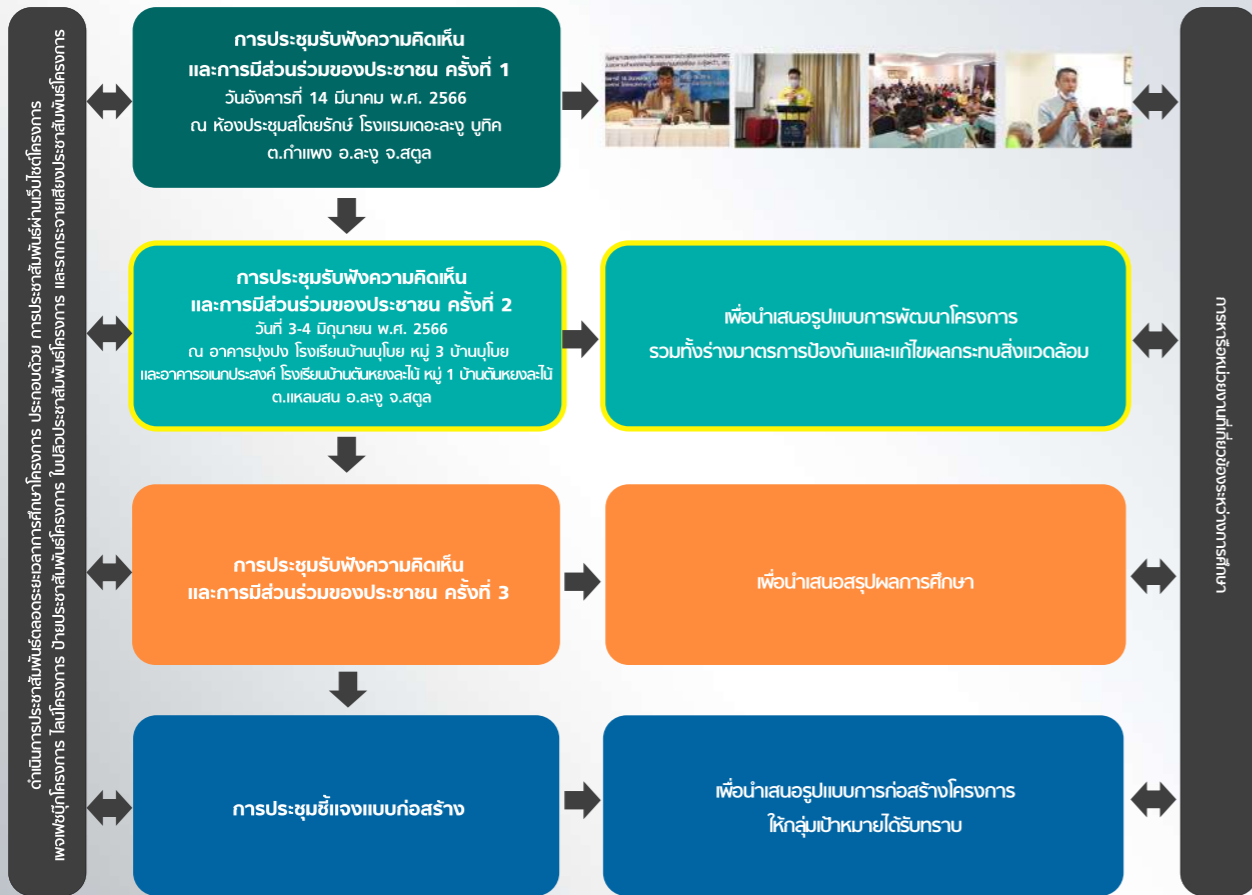 ดำเนินการประชาสัมพันธ์ตลอดระยะเวลาการศึกษาโครงการ ประกอบด้วย การประชาสัมพันธ์ผ่านเว็บไซต์โครงการ
เพจเฟซบุ๊กโครงการ ไลน์โครงการ ป้ายประชาสัมพันธ์โครงการ ใบปลิวประชาสัมพันธ์โครงการ และรถกระจายเสียงประชาสัมพันธ์โครงการ
การประชุมรับฟังความคิดเห็น
และการมีส่วนร่วมของประชาชน ครั้งที่ 1
วันอังคารที่ 14 มีนาคม พ.ศ. 2566
ณ ห้องประชุมสโตยรักษ์ โรงแรมเดอะละงู บูทิค
ต.กำแพง อ.ละงู จ.สตูล
การประชุมรับฟังความคิดเห็น
และการมีส่วนร่วมของประชาชน ครั้งที่ 2
วันที่ 3-4 มิถุนายน พ.ศ. 2566
ณ อาคารปุงปง โรงเรียนบ้านบุโบย หมู่ 3 บ้านบุโบย
และอาคารอเนกประสงค์ โรงเรียนบ้านตันหยงละไน้ หมู่ 1 บ้านตันหยงละไน้
ต.แหลมสน อ.ละงู จ.สตูล
เพื่อนำเสนอรูปแบบการพัฒนาโครงการ
รวมทั้งร่างมาตรการป้องกันและแก้ไขผลกระทบสิ่งแวดล้อม
การประชุมรับฟังความคิดเห็น
และการมีส่วนร่วมของประชาชน ครั้งที่ 3
เพื่อนำเสนอสรุปผลการศึกษา
การประชุมชี้แจงแบบก่อสร้าง
เพื่อนำเสนอรูปแบบการก่อสร้างโครงการ
ให้กลุ่มเป้าหมายได้รับทราบ
การหารือหน่วยงานที่เกี่ยวข้องระหว่างการศึกษา